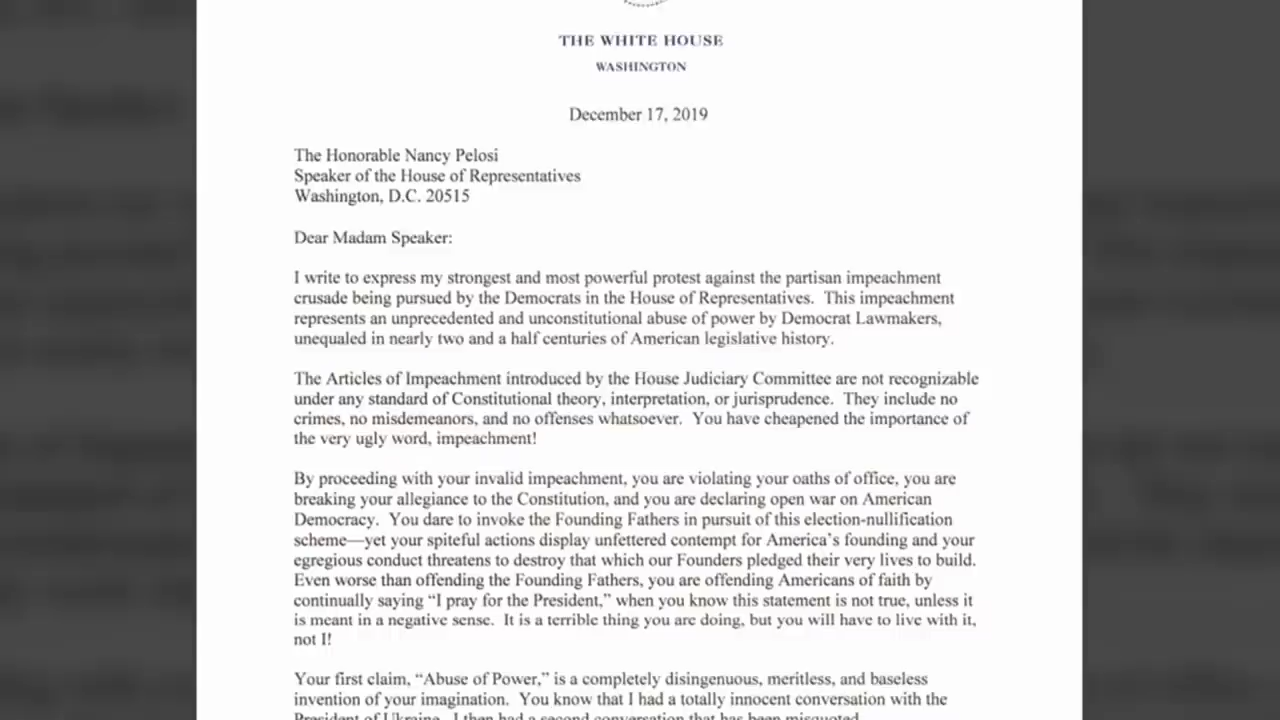 THE WHITE HOUSE
WASHINGTON
December 17, 2019
The Honorable Nancy Pelosi
Speaker of the House of Representatives
Washington, D.C. 20515
Dear Madam Speaker:
I write to express my strongest and most powerful protest against the partisan impeachment
crusade being pursued by the Democrats in the House of Representatives. This impeachment
represents an unprecedented and unconstitutional abuse of power by Democrat Lawmakers,
unequaled in nearly two and a half centuries of American legislative history.
The Articles of Impeachment introduced by the House Judiciary Committee are not recognizable
under any standard of Constitutional theory, interpretation, or jurisprudence. They include no
crimes, no misdemeanors, and no offenses whatsoever. You have cheapened the importance of
the very ugly word, impeachment!
By proceeding with your invalid impeachment, you are violating your oaths of office, you are
breaking your allegiance to the Constitution, and you are declaring open war on American
Democracy. You dare to invoke the Founding Fathers in pursuit of this election-nullification
scheme—yet your spiteful actions display unfettered contempt for America's founding and your
egregious conduct threatens to destroy that which our Founders pledged their very lives to build.
Even worse than offending the Founding Fathers, you are offending Americans of faith by
continually saying “I pray for the President,” when you know this statement is not true, unless it
is meant in a negative sense. It is a terrible thing you are doing, but you will have to live with it,
not I!
Your first claim, “Abuse of Power,” is a completely disingenuous, meritless, and baseless
invention of your imagination. You know that I had a totally innocent conversation with the
President of Ukraine. I then had a second conversation that has been misquoted,